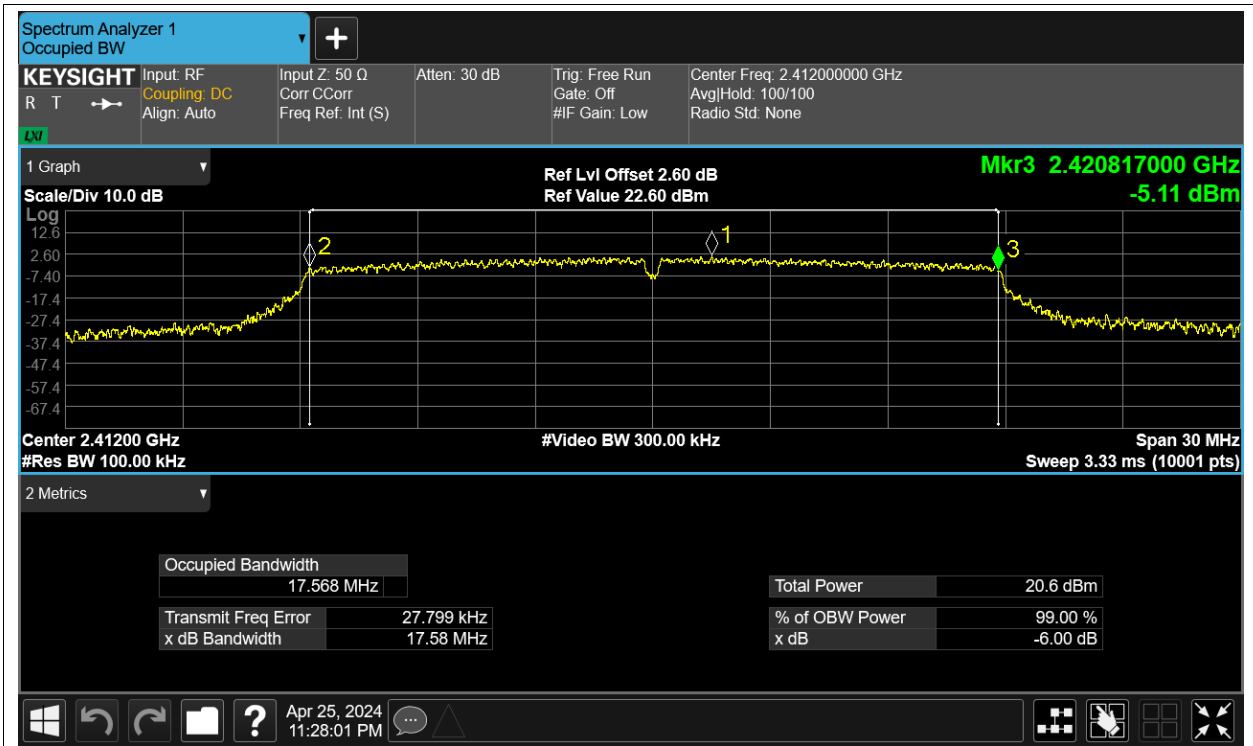 Spectrum Analyzer 1
Occupied BW
KEYSIGHT
R T
LXI
Input: RF
Coupling: DC
Align: Auto
Input Z: 50 Ω
Corr CCorr
Freq Ref: Int (S)
Atten: 30 dB
Trig: Free Run
Gate: Off
#IF Gain: Low
Center Freq: 2.412000000 GHz
Avg|Hold: 100/100
Radio Std: None
1 Graph
Scale/Div 10.0 dB
Ref Lvl Offset 2.60 dB
Ref Value 22.60 dBm
Mkr3 2.420817000 GHz
-5.11 dBm
Log
12.6
2.60
-7.40
-17.4
-27.4
-37.4
-47.4
-57.4
-67.4
2
1
3
Center 2.41200 GHz
#Video BW 300.00 kHz
Span 30 MHz
#Res BW 100.00 kHz
Sweep 3.33 ms (10001 pts)
2 Metrics
Occupied Bandwidth
17.568 MHz
Transmit Freq Error 27.799 kHz
x dB Bandwidth 17.58 MHz
Total Power 20.6 dBm
% of OBW Power 99.00 %
x dB -6.00 dB
?
Apr 25, 2024
11:28:01 PM